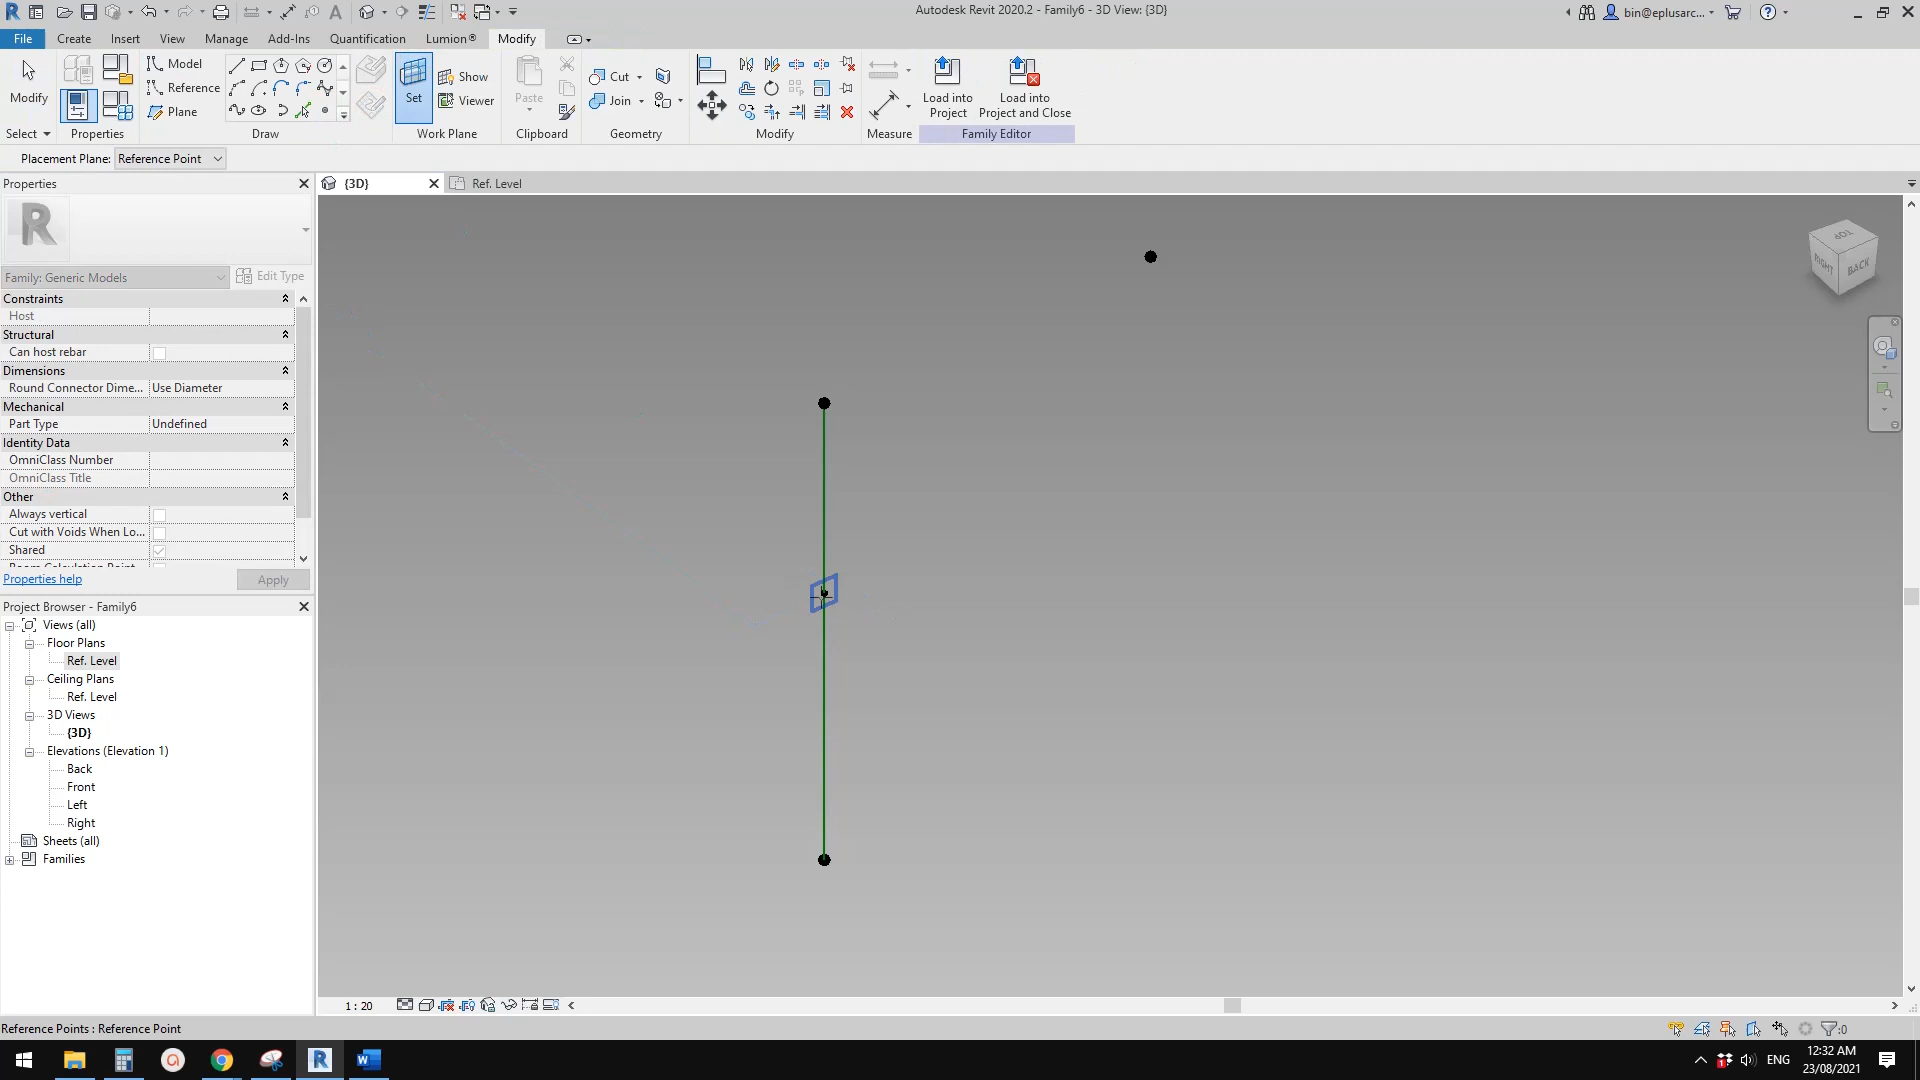 Autodesk Revit 2020.2 - Family6 - 3D View: {3D}
bin@eplusarc...
File
Create
Insert
View
Manage
Add-Ins
Quantification
Lumion®
Modify
Modify
Select
Properties
Model
Reference
Plane
Draw
Set
Show
Viewer
Work Plane
Paste
Clipboard
Cut
Join
Geometry
Modify
Measure
Load into
Project
Load into
Project and Close
Family Editor
Placement Plane: Reference Point
Properties
{3D}
Ref. Level
R
Family: Generic Models
Edit Type
Constraints
Host
Structural
Can host rebar
Dimensions
Round Connector Dime... Use Diameter
Mechanical
Part Type Undefined
Identity Data
OmniClass Number
OmniClass Title
Other
Always vertical
Cut with Voids When Lo...
Shared
Properties help
Apply
Project Browser - Family6
Views (all)
Floor Plans
Ref. Level
Ceiling Plans
Ref. Level
3D Views
{3D}
Elevations (Elevation 1)
Back
Front
Left
Right
Sheets (all)
Families
TOP
RIGHT
BACK
1 : 20
Reference Points : Reference Point
:0
ENG
12:32 AM
23/08/2021